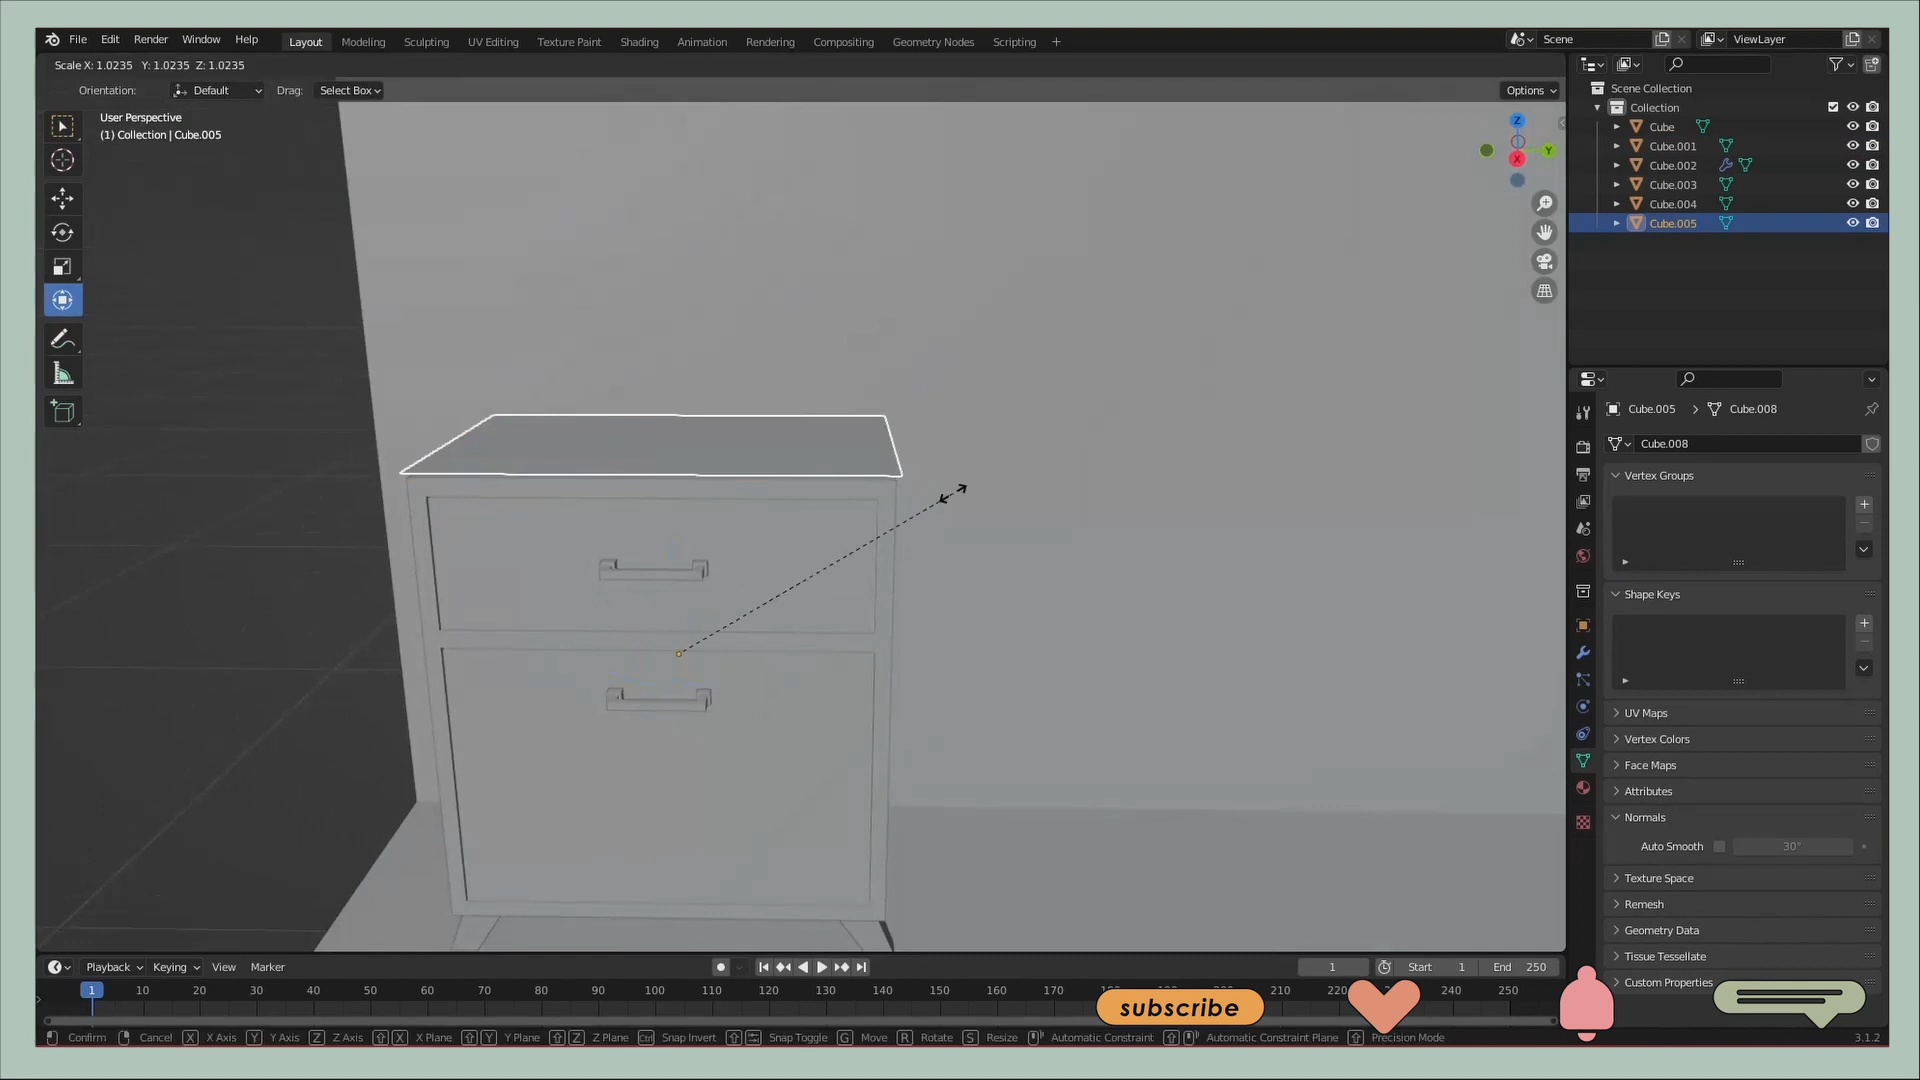 File Edit Render Window Help
Layout Modeling Sculpting UV Editing Texture Paint Shading Animation Rendering Compositing Geometry Nodes Scripting +
Scene
ViewLayer
Scale X: 1.0235 Y: 1.0235 Z: 1.0235
Orientation: Default Drag: Select Box
Options
User Perspective
(1) Collection | Cube.005
Z
X
Y
Scene Collection
Collection
Cube
Cube.001
Cube.002
Cube.003
Cube.004
Cube.005
Cube.005 > Cube.008
Cube.008
Vertex Groups
Shape Keys
UV Maps
Vertex Colors
Face Maps
Attributes
Normals
Auto Smooth 30°
Texture Space
Remesh
Geometry Data
Tissue Tessellate
Custom Properties
Playback Keying View Marker
1 Start 1 End 250
1 10 20 30 40 50 60 70 80 90 100 110 120 130 140 150 160 170 180 190 200 210 220 230 240 250
subscribe
Confirm Cancel X X Axis Y Y Axis Z Z Axis X X Plane Y Y Plane Z Z Plane Ctrl Snap Invert Snap Toggle G Move R Rotate S Resize Automatic Constraint Automatic Constraint Plane Precision Mode
3.1.2